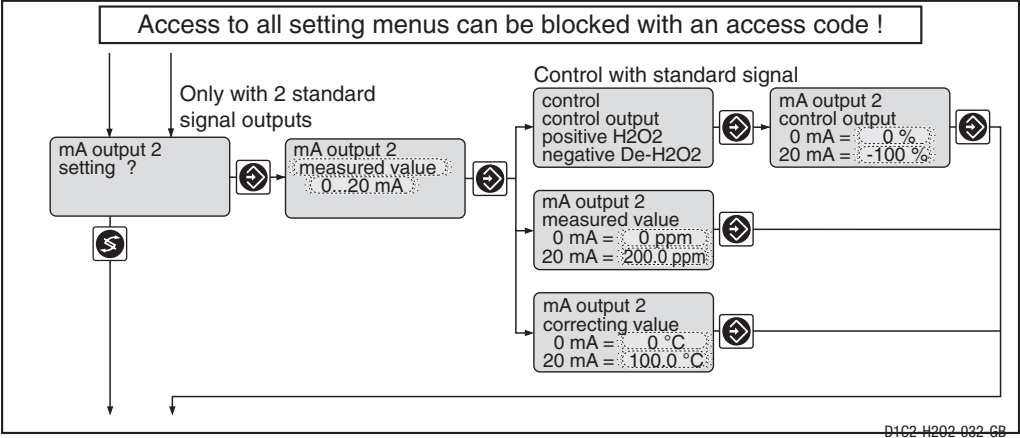 Access to all setting menus can be blocked with an access code !
Only with 2 standard
signal outputs
Control with standard signal
mA output 2
setting ?
mA output 2
measured value
0...20 mA
control
control output
positive H2O2
negative De-H2O2
mA output 2
control output
0 mA = 0 %
20 mA = -100 %
mA output 2
measured value
0 mA = 0 ppm
20 mA = 200.0 ppm
mA output 2
correcting value
0 mA = 0 °C
20 mA = 100.0 °C
D1C2-H2O2-032-GB